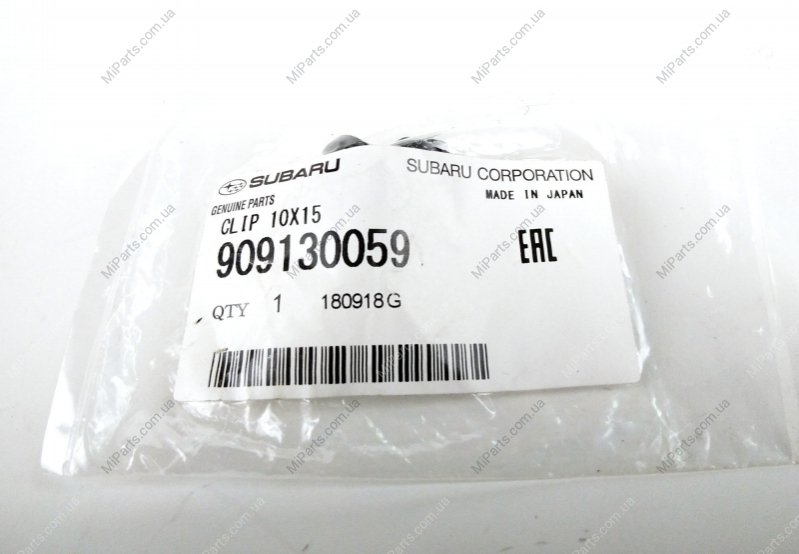 SUBARU SUBARU CORPORATION
GENUINE PARTS MADE IN JAPAN
CLIP 10X15
909130059 EAC
QTY 1 180918G
MiParts.com.ua